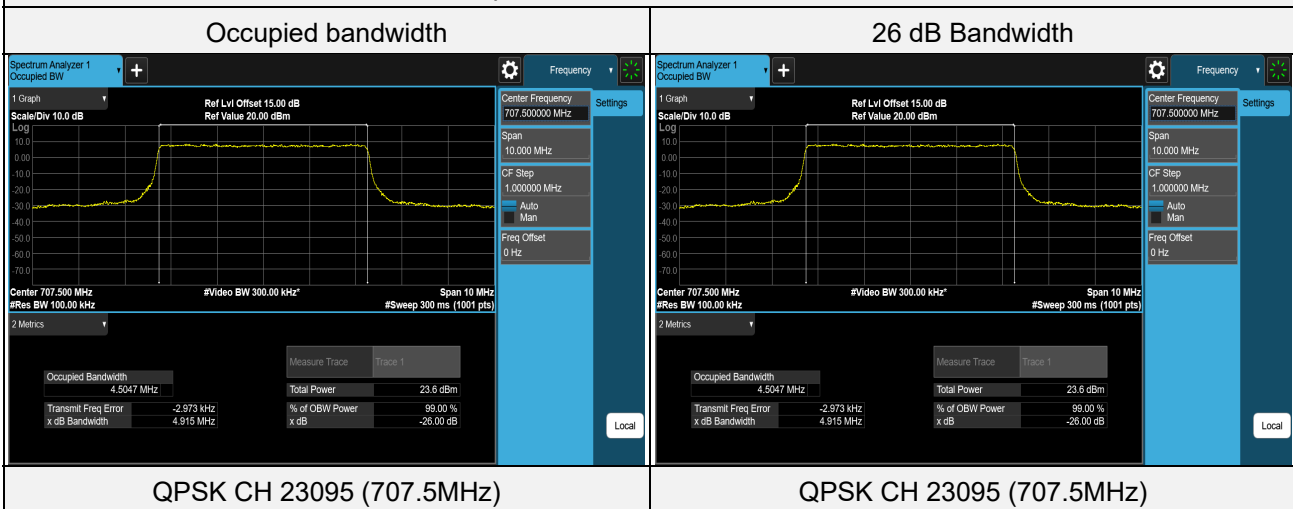 Occupied bandwidth
26 dB Bandwidth
Spectrum Analyzer 1
Occupied BW
+
Frequency
1 Graph
Scale/Div 10.0 dB
Ref Lvl Offset 15.00 dB
Ref Value 20.00 dBm
Log
10.0
0.00
-10.0
-20.0
-30.0
-40.0
-50.0
-60.0
-70.0
Center 707.500 MHz
#Video BW 300.00 kHz*
Span 10 MHz
#Res BW 100.00 kHz
#Sweep 300 ms (1001 pts)
Center Frequency
707.500000 MHz
Settings
Span
10.000 MHz
CF Step
1.000000 MHz
Auto
Man
Freq Offset
0 Hz
2 Metrics
Measure Trace Trace 1
Occupied Bandwidth
4.5047 MHz
Total Power 23.6 dBm
Transmit Freq Error -2.973 kHz
% of OBW Power 99.00 %
x dB Bandwidth 4.915 MHz
x dB -26.00 dB
Local
Spectrum Analyzer 1
Occupied BW
+
Frequency
1 Graph
Scale/Div 10.0 dB
Ref Lvl Offset 15.00 dB
Ref Value 20.00 dBm
Log
10.0
0.00
-10.0
-20.0
-30.0
-40.0
-50.0
-60.0
-70.0
Center 707.500 MHz
#Video BW 300.00 kHz*
Span 10 MHz
#Res BW 100.00 kHz
#Sweep 300 ms (1001 pts)
Center Frequency
707.500000 MHz
Settings
Span
10.000 MHz
CF Step
1.000000 MHz
Auto
Man
Freq Offset
0 Hz
2 Metrics
Measure Trace Trace 1
Occupied Bandwidth
4.5047 MHz
Total Power 23.6 dBm
Transmit Freq Error -2.973 kHz
% of OBW Power 99.00 %
x dB Bandwidth 4.915 MHz
x dB -26.00 dB
Local
QPSK CH 23095 (707.5MHz)
QPSK CH 23095 (707.5MHz)